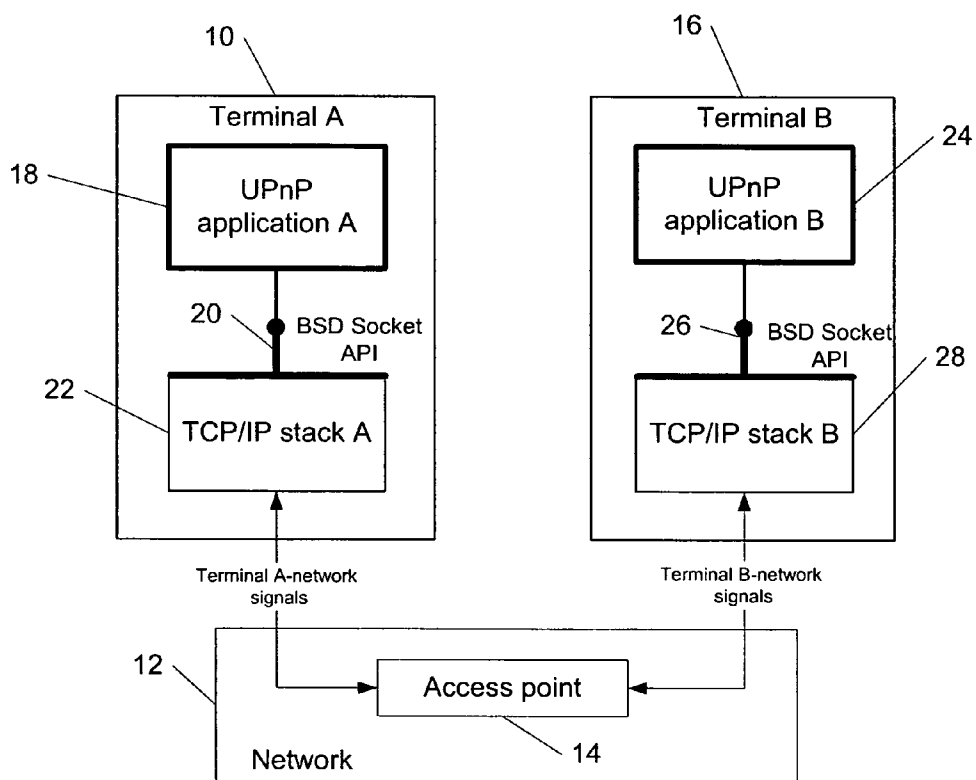 10
16
Terminal A
Terminal B
18
24
UPnP
application A
UPnP
application B
20
BSD Socket
API
26
BSD Socket
API
22
28
TCP/IP stack A
TCP/IP stack B
Terminal A-network
signals
Terminal B-network
signals
12
Access point
14
Network